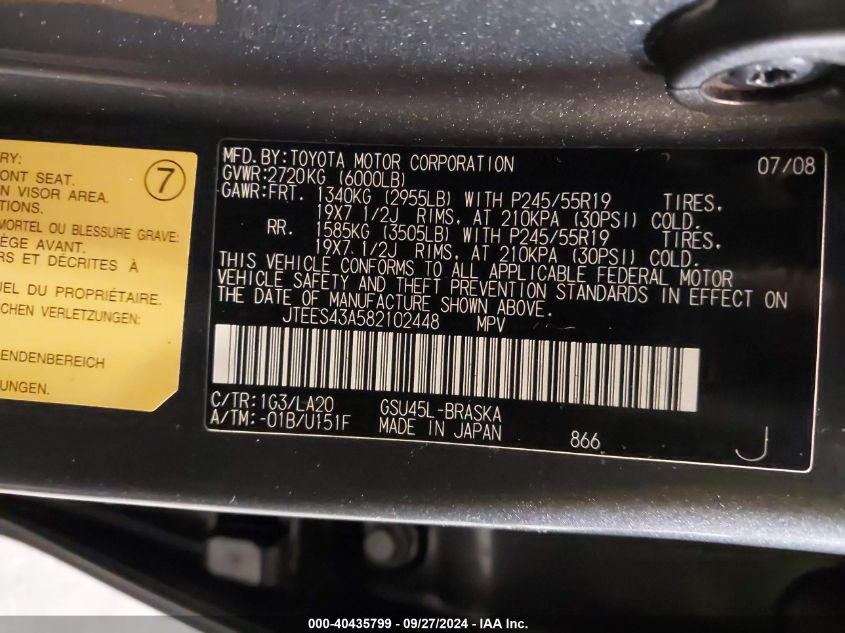 RY:
ONT SEAT.
N VISOR AREA.
TIONS.
MORTEL OU BLESSURE GRAVE:
ÈGE AVANT.
ERS ET DÉCRITES À
UEL DU PROPRIÉTAIRE.
ICHEN VERLETZUNGEN:
ENDENBEREICH
UNGEN.
7
MFD.BY:TOYOTA MOTOR CORPORATION 07/08
GVWR:2720KG (6000LB)
GAWR:FRT. 1340KG (2955LB) WITH P245/55R19 TIRES,
19X7 1/2J RIMS, AT 210KPA (30PSI) COLD.
RR. 1585KG (3505LB) WITH P245/55R19 TIRES,
19X7 1/2J RIMS, AT 210KPA (30PSI) COLD.
THIS VEHICLE CONFORMS TO ALL APPLICABLE FEDERAL MOTOR
VEHICLE SAFETY AND THEFT PREVENTION STANDARDS IN EFFECT ON
THE DATE OF MANUFACTURE SHOWN ABOVE.
JTEES43A582102448 MPV
C/TR:1G3/LA20 GSU45L-BRASKA
A/TM:-01B/U151F MADE IN JAPAN 866 J
000-40435799 - 09/27/2024 - IAA Inc.